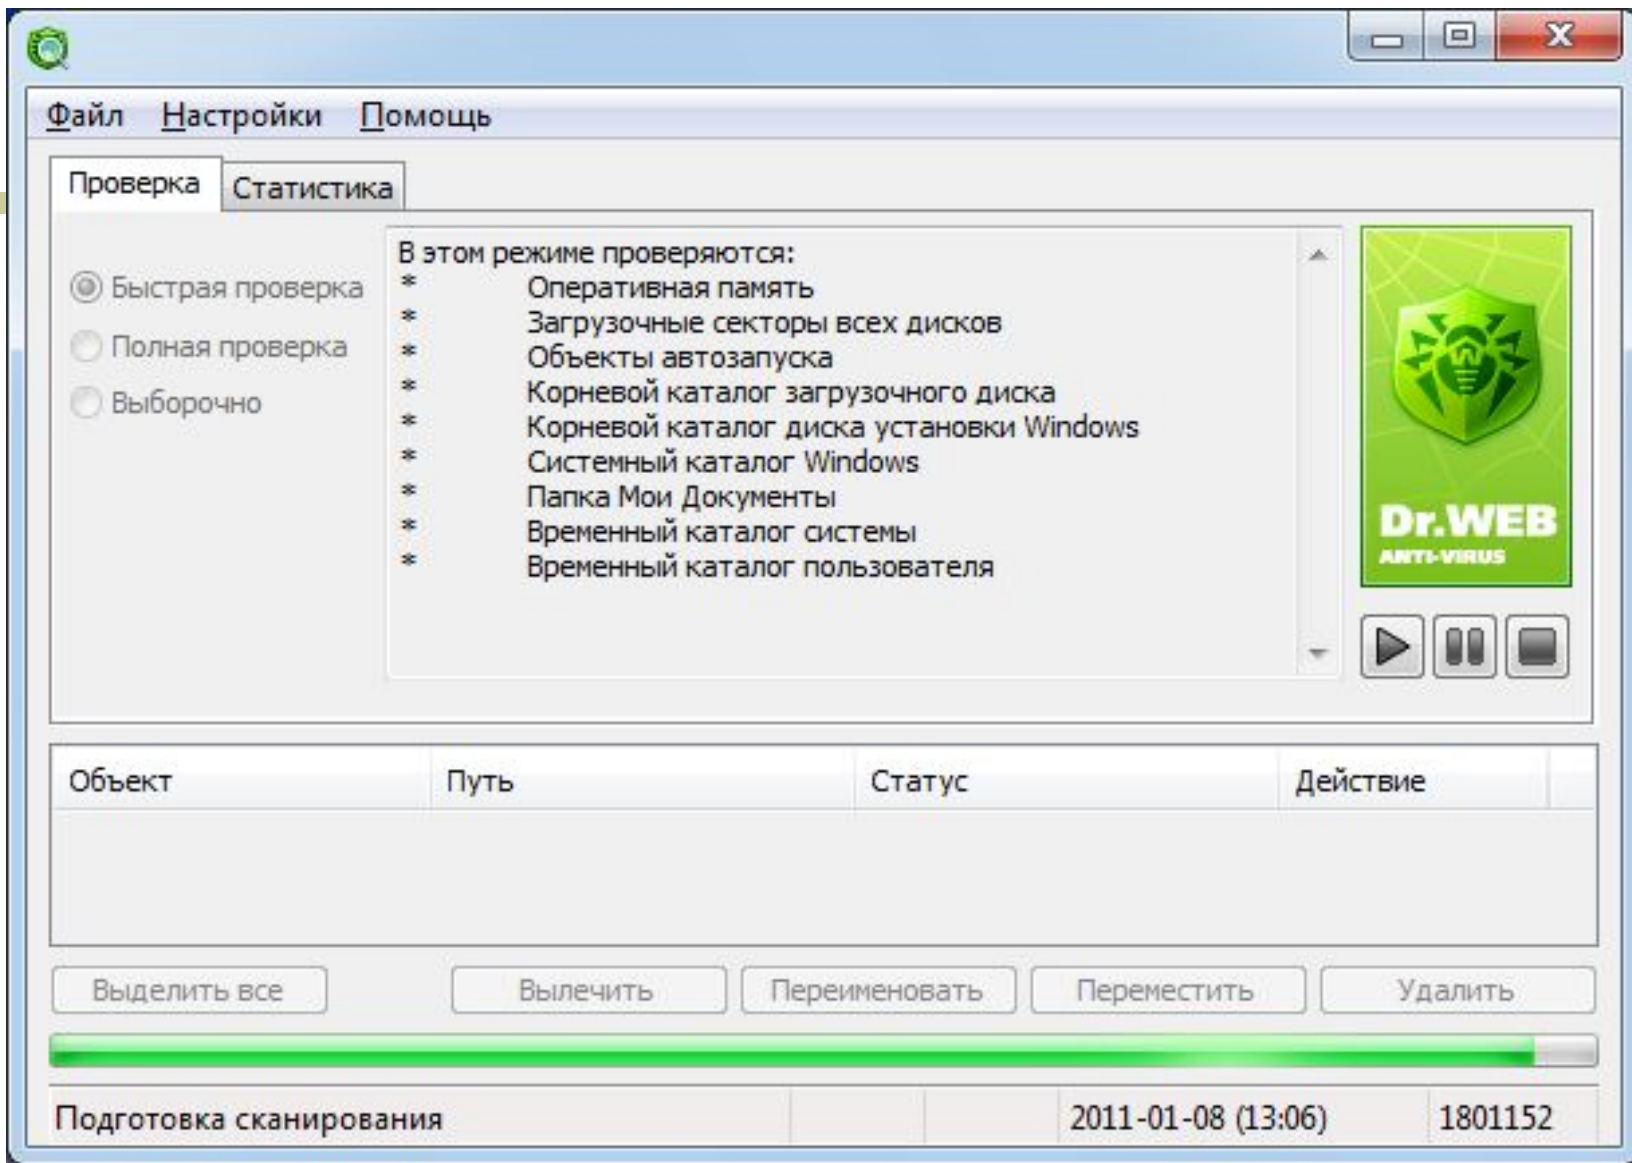 Файл Настройки Помощь
Проверка Статистика
Быстрая проверка
Полная проверка
Выборочно
В этом режиме проверяются:
* Оперативная память
* Загрузочные секторы всех дисков
* Объекты автозапуска
* Корневой каталог загрузочного диска
* Корневой каталог диска установки Windows
* Системный каталог Windows
* Папка Мои Документы
* Временный каталог системы
* Временный каталог пользователя
Dr.WEB
ANTI-VIRUS
Объект Путь Статус Действие
Выделить все Вылечить Переименовать Переместить Удалить
Подготовка сканирования 2011-01-08 (13:06) 1801152